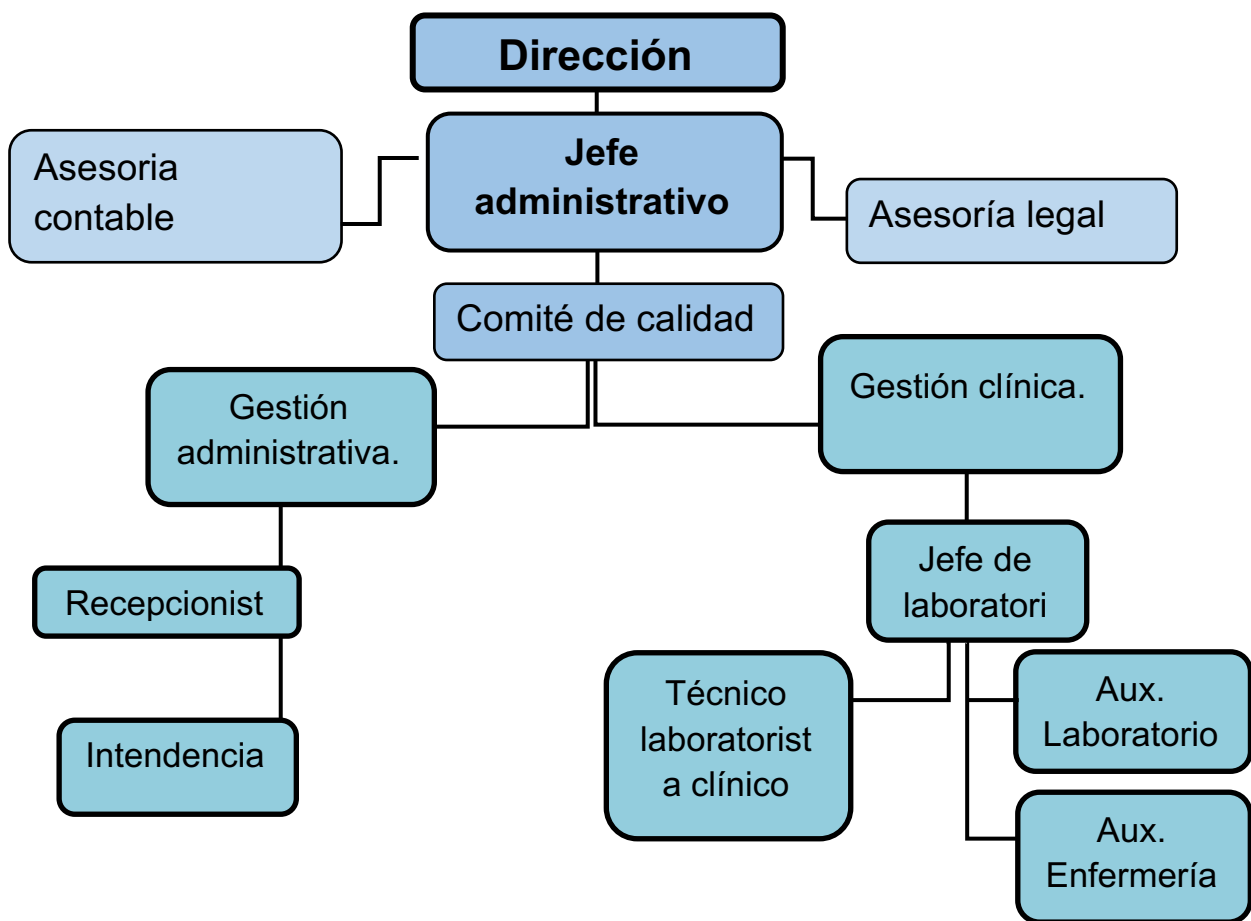 Dirección
Jefe
administrativo
Asesoria
contable
Asesoría legal
Comité de calidad
Gestión
administrativa.
Gestión clínica.
Recepcionist
Intendencia
Jefe de
laboratori
Técnico
laboratorist
a clínico
Aux.
Laboratorio
Aux.
Enfermería